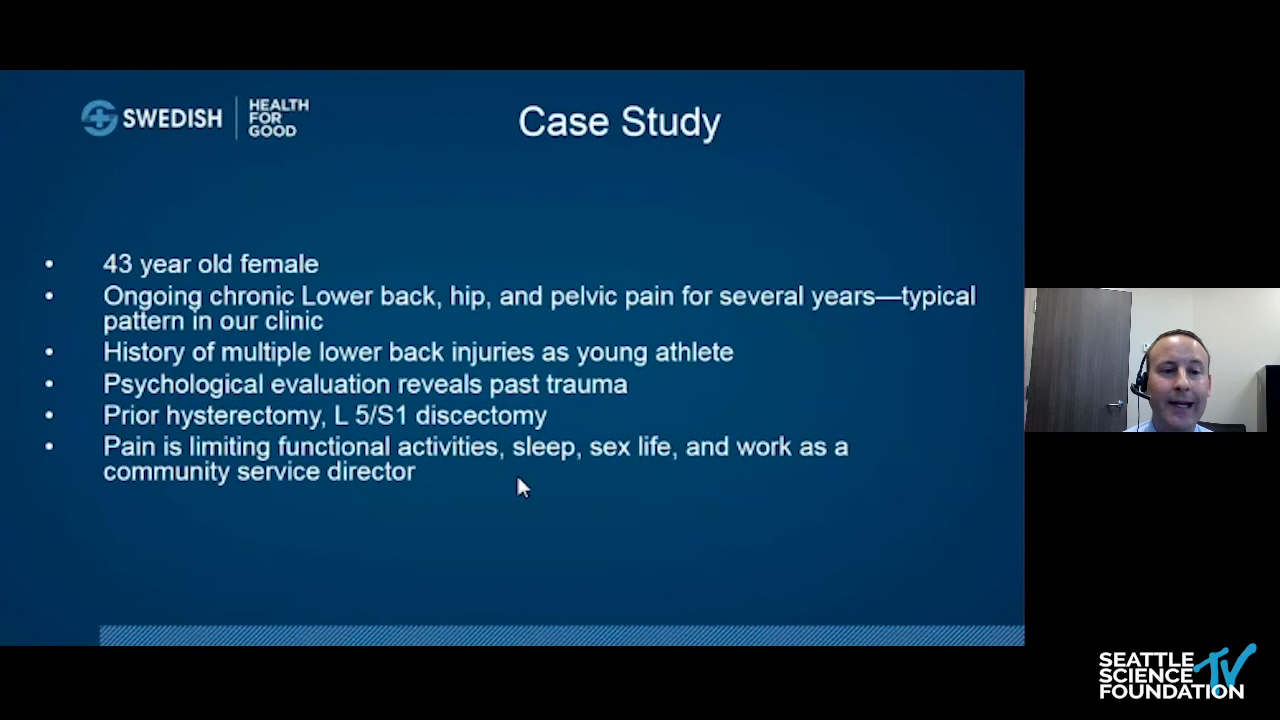 SWEDISH
HEALTH
FOR
GOOD
Case Study
• 43 year old female
• Ongoing chronic Lower back, hip, and pelvic pain for several years—typical
pattern in our clinic
• History of multiple lower back injuries as young athlete
• Psychological evaluation reveals past trauma
• Prior hysterectomy, L 5/S1 discectomy
• Pain is limiting functional activities, sleep, sex life, and work as a
community service director
SEATTLE
SCIENCE TV
FOUNDATION